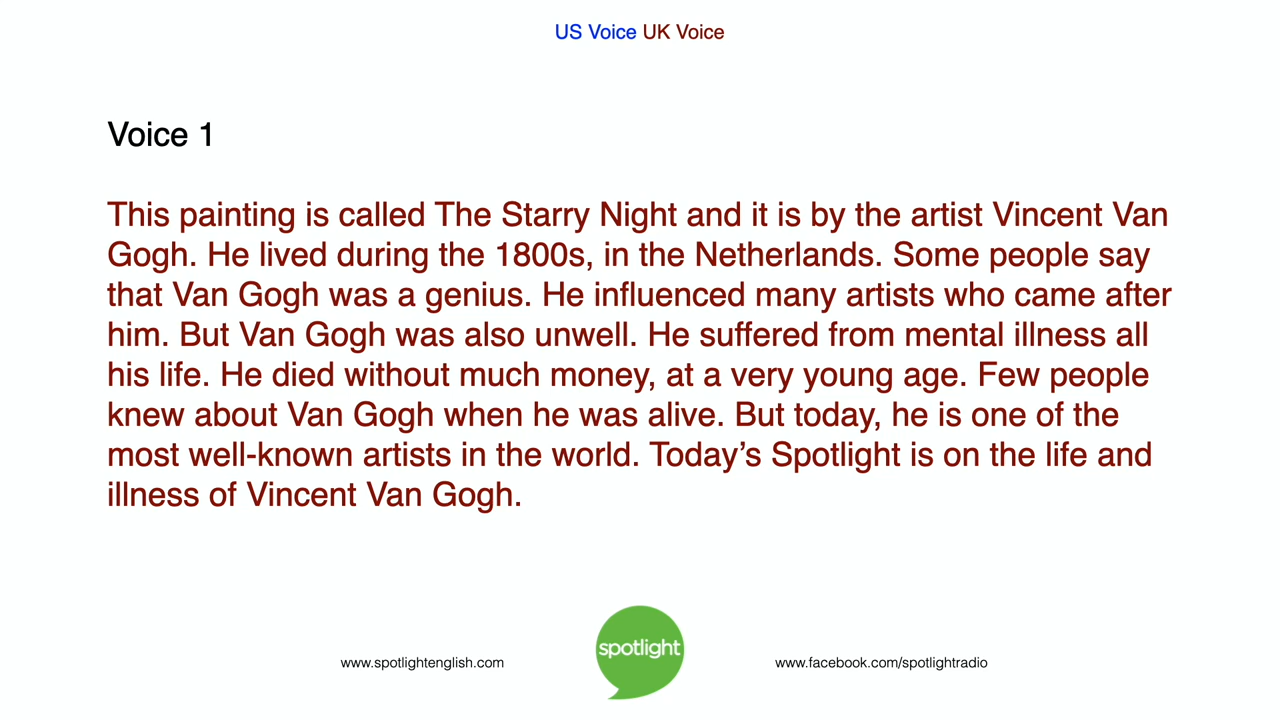 US Voice UK Voice
Voice 1
This painting is called The Starry Night and it is by the artist Vincent Van
Gogh. He lived during the 1800s, in the Netherlands. Some people say
that Van Gogh was a genius. He influenced many artists who came after
him. But Van Gogh was also unwell. He suffered from mental illness all
his life. He died without much money, at a very young age. Few people
knew about Van Gogh when he was alive. But today, he is one of the
most well-known artists in the world. Today’s Spotlight is on the life and
illness of Vincent Van Gogh.
www.spotlightenglish.com
spotlight
www.facebook.com/spotlightradio